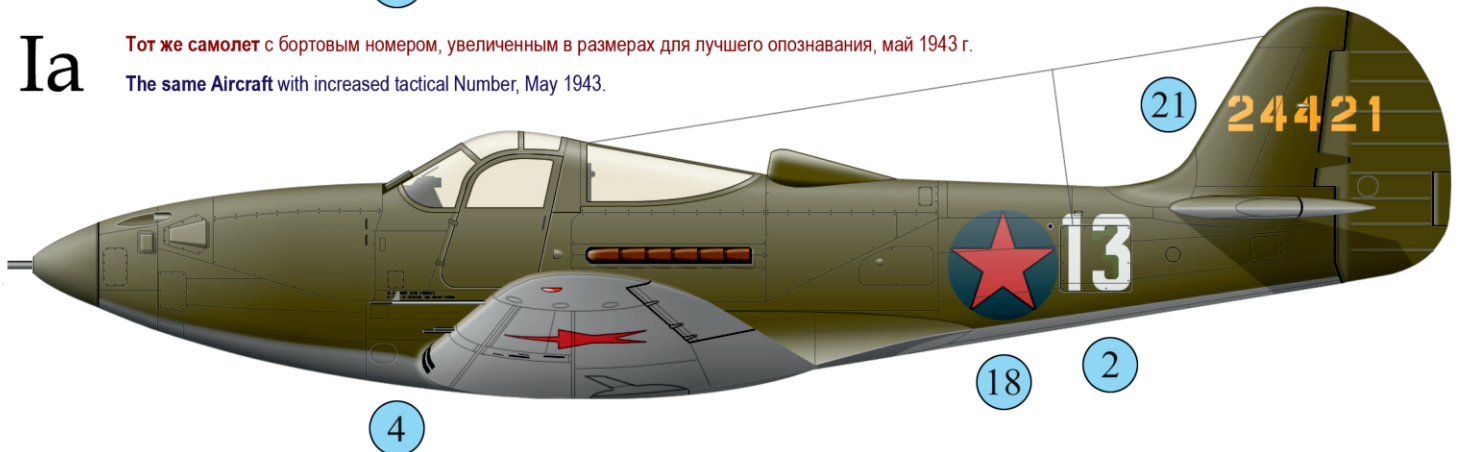 Ia
Тот же самолет с бортовым номером, увеличенным в размерах для лучшего опознавания, май 1943 г.
The same Aircraft with increased tactical Number, May 1943.
21
24421
13
2
18
4